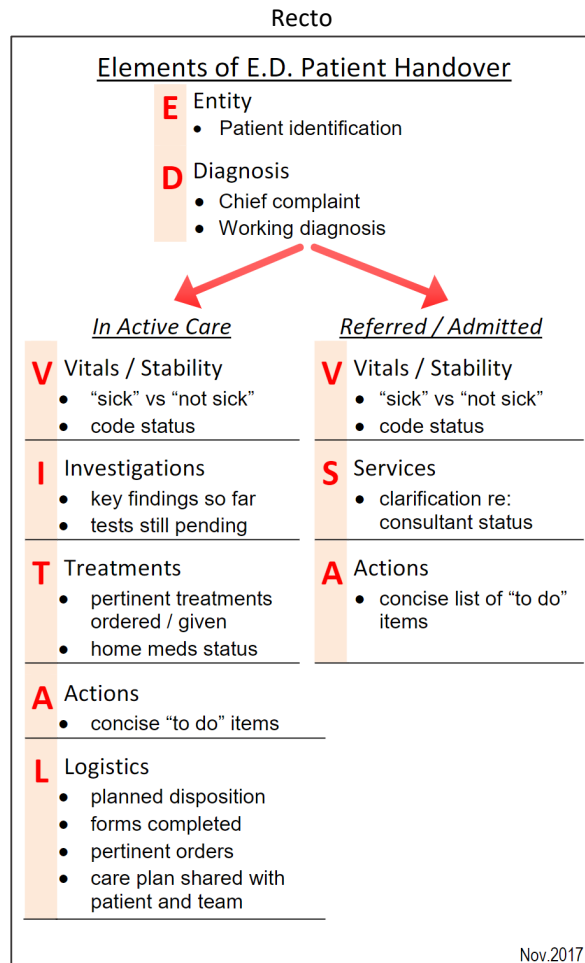 Recto
Elements of E.D. Patient Handover
E Entity
• Patient identification
D Diagnosis
• Chief complaint
• Working diagnosis
In Active Care
V Vitals / Stability
• “sick” vs “not sick”
• code status
I Investigations
• key findings so far
• tests still pending
T Treatments
• pertinent treatments
ordered / given
• home meds status
A Actions
• concise “to do” items
L Logistics
• planned disposition
• forms completed
• pertinent orders
• care plan shared with
patient and team
Referred / Admitted
V Vitals / Stability
• “sick” vs “not sick”
• code status
S Services
• clarification re:
consultant status
A Actions
• concise list of “to do”
items
Nov.2017